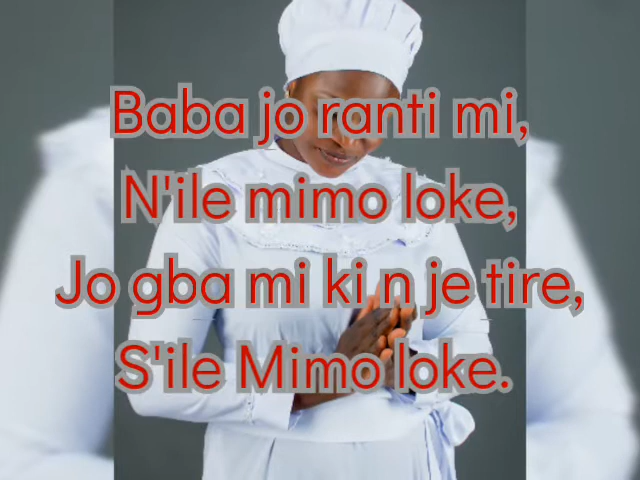 Baba jo ranti mi,
N'ile mimo loke,
Jo gba mi ki n je tire,
S'ile Mimo loke.